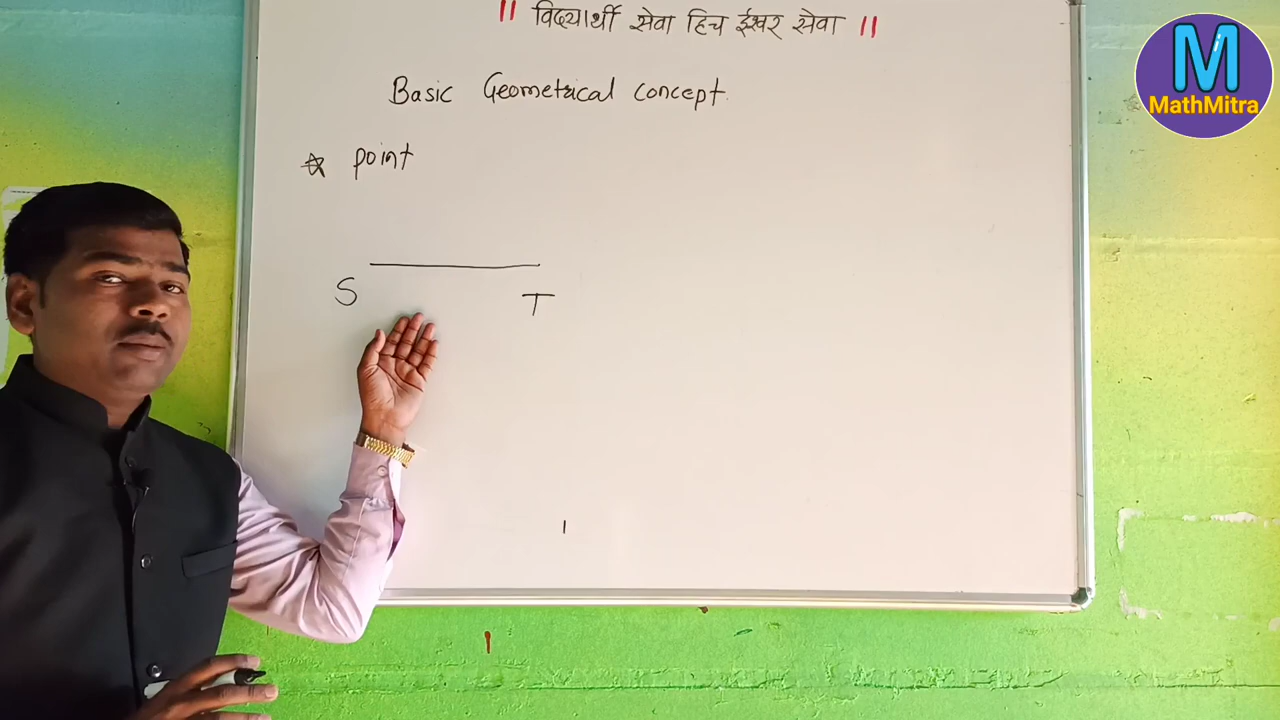 || विद्यार्थी सेवा हिच ईश्वर सेवा ||
M
MathMitra
Basic Geometrical concept.
☆ point
S T